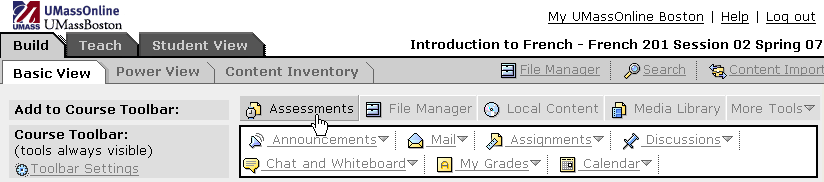 UMassOnline
UMASS UMassBoston
My UMassOnline Boston | Help | Log out
Build Teach Student View
Introduction to French - French 201 Session 02 Spring 07
Basic View Power View Content Inventory
File Manager Search Content Import
Add to Course Toolbar: Assessments File Manager Local Content Media Library More Tools
Course Toolbar: Announcements Mail Assignments Discussions
(tools always visible)
Toolbar Settings Chat and Whiteboard A My Grades Calendar